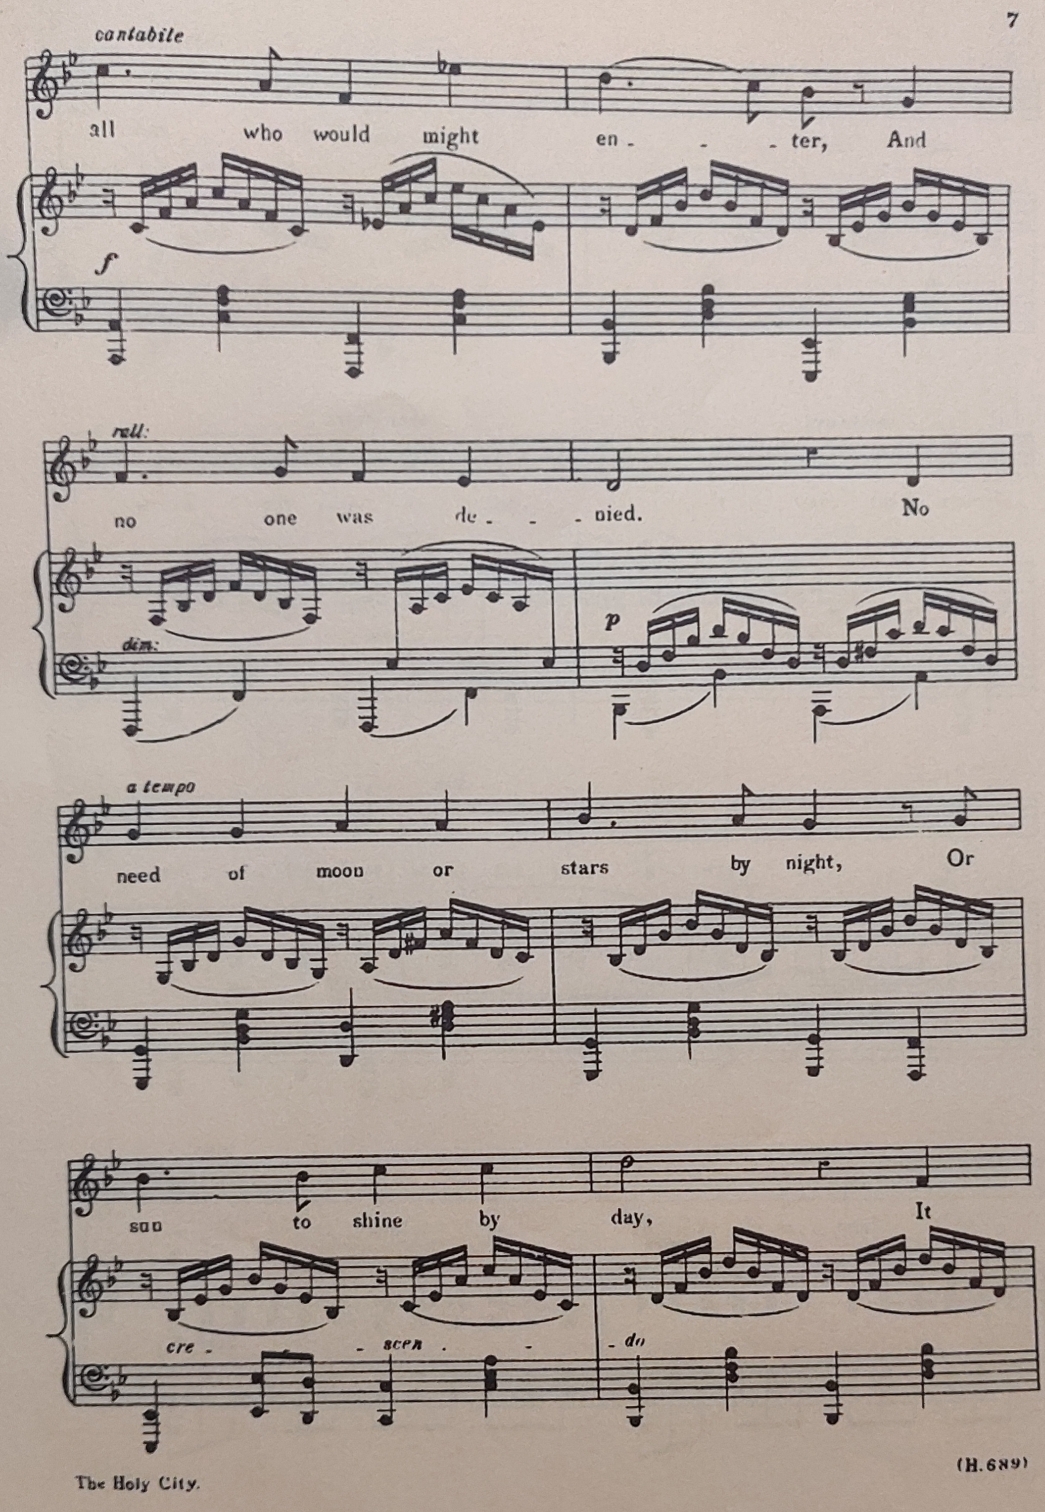 7
cantabile
all who would might en - - - ter, And
f
rall:
no one was de - - - nied. No
dim:
p
a tempo
need of moon or stars by night, Or
sun to shine by day, It
cre - - scen - - - do
The Holy City.
(H.689)